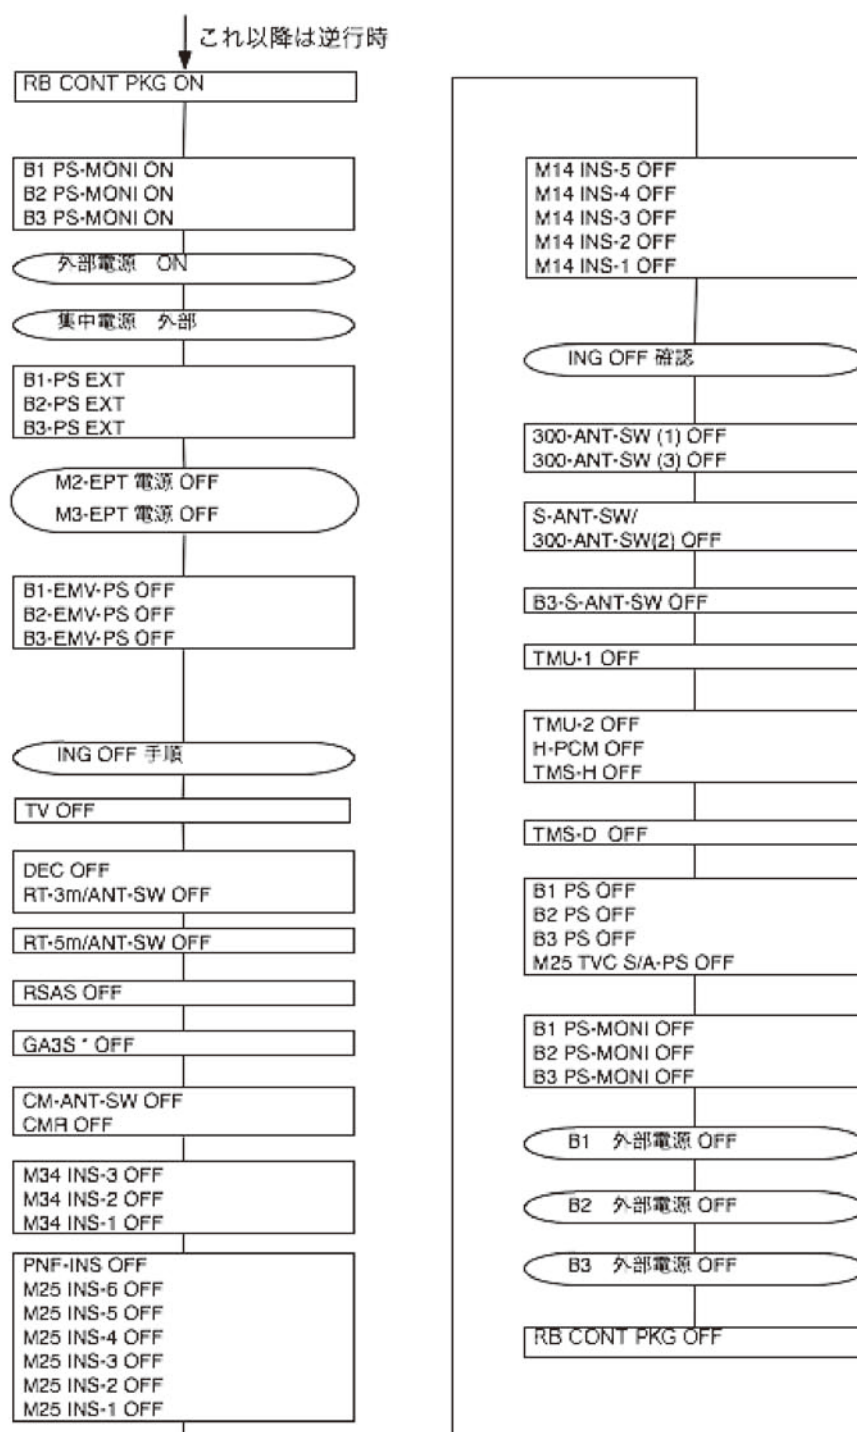 これ以降は逆行時
RB CONT PKG ON
B1 PS-MONI ON
B2 PS-MONI ON
B3 PS-MONI ON
外部電源 ON
集中電源 外部
B1-PS EXT
B2-PS EXT
B3-PS EXT
M2-EPT 電源 OFF
M3-EPT 電源 OFF
B1-EMV-PS OFF
B2-EMV-PS OFF
B3-EMV-PS OFF
ING OFF 手順
TV OFF
DEC OFF
RT-3m/ANT-SW OFF
RT-5m/ANT-SW OFF
RSAS OFF
GA3S * OFF
CM-ANT-SW OFF
CMR OFF
M34 INS-3 OFF
M34 INS-2 OFF
M34 INS-1 OFF
PNF-INS OFF
M25 INS-6 OFF
M25 INS-5 OFF
M25 INS-4 OFF
M25 INS-3 OFF
M25 INS-2 OFF
M25 INS-1 OFF
M14 INS-5 OFF
M14 INS-4 OFF
M14 INS-3 OFF
M14 INS-2 OFF
M14 INS-1 OFF
ING OFF 確認
300-ANT-SW (1) OFF
300-ANT-SW (3) OFF
S-ANT-SW/
300-ANT-SW(2) OFF
B3-S-ANT-SW OFF
TMU-1 OFF
TMU-2 OFF
H-PCM OFF
TMS-H OFF
TMS-D OFF
B1 PS OFF
B2 PS OFF
B3 PS OFF
M25 TVC S/A-PS OFF
B1 PS-MONI OFF
B2 PS-MONI OFF
B3 PS-MONI OFF
B1 外部電源 OFF
B2 外部電源 OFF
B3 外部電源 OFF
RB CONT PKG OFF